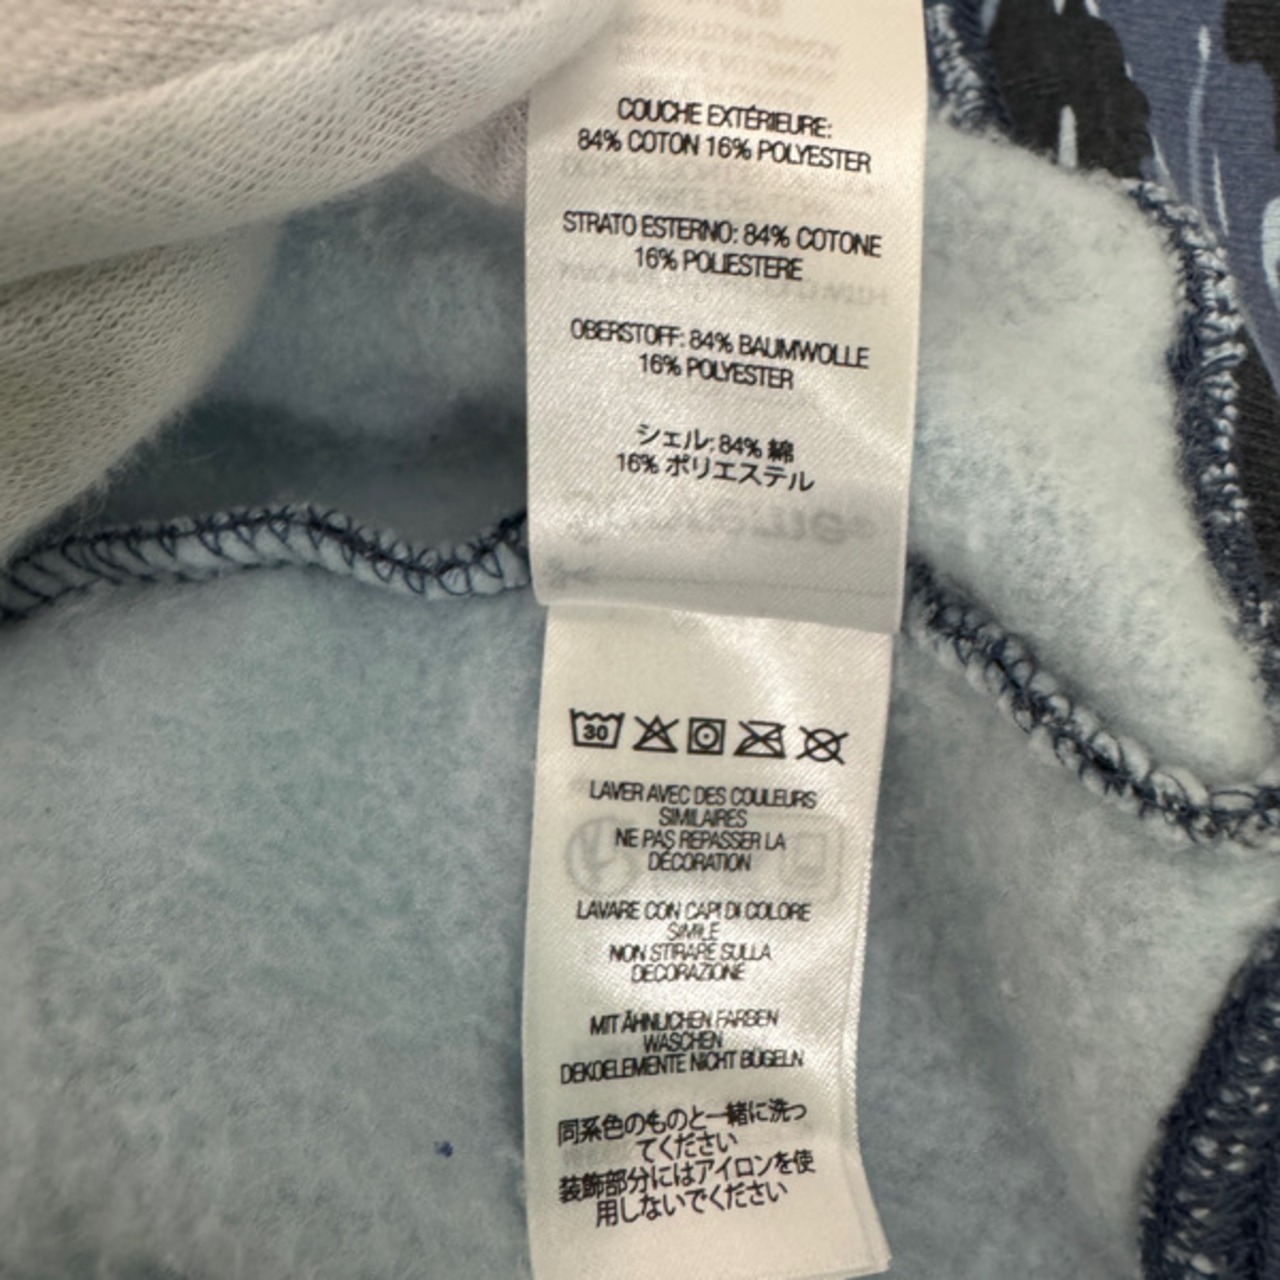 COUCHE EXTÉRIEURE:
84% COTON 16% POLYESTER
STRATO ESTERNO: 84% COTONE
16% POLIESTERE
OBERSTOFF: 84% BAUMWOLLE
16% POLYESTER
シェル: 84% 綿
16% ポリエステル
30
LAVER AVEC DES COULEURS
SIMILAIRES
NE PAS REPASSER LA
DÉCORATION
LAVARE CON CAPI DI COLORE
SIMILE
NON STIRARE SULLA
DECORAZIONE
MIT ÄHNLICHEN FARBEN
WASCHEN
DEKOELEMENTE NICHT BÜGELN
同系色のものと一緒に洗っ
てください
装飾部分にはアイロンを使
用しないでください